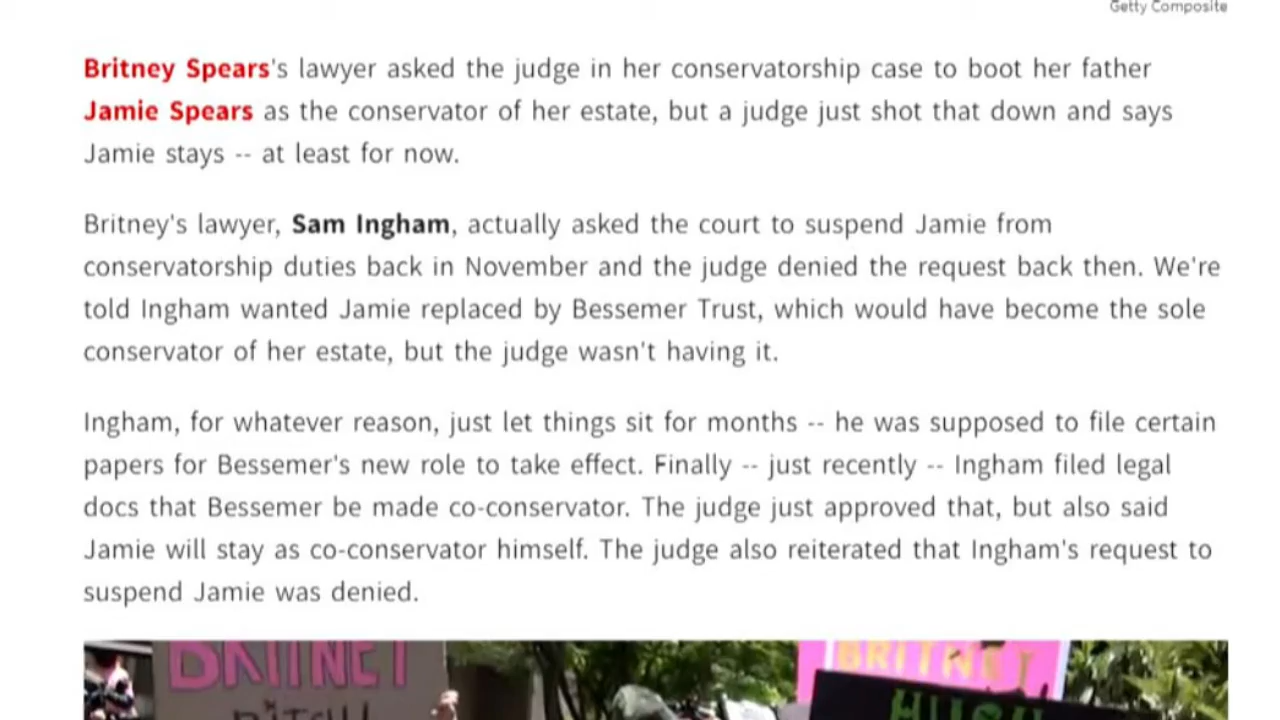 Getty Composite
Britney Spears's lawyer asked the judge in her conservatorship case to boot her father
Jamie Spears as the conservator of her estate, but a judge just shot that down and says
Jamie stays -- at least for now.
Britney's lawyer, Sam Ingham, actually asked the court to suspend Jamie from
conservatorship duties back in November and the judge denied the request back then. We're
told Ingham wanted Jamie replaced by Bessemer Trust, which would have become the sole
conservator of her estate, but the judge wasn't having it.
Ingham, for whatever reason, just let things sit for months -- he was supposed to file certain
papers for Bessemer's new role to take effect. Finally -- just recently -- Ingham filed legal
docs that Bessemer be made co-conservator. The judge just approved that, but also said
Jamie will stay as co-conservator himself. The judge also reiterated that Ingham's request to
suspend Jamie was denied.
BRITNEY
BRITNEY